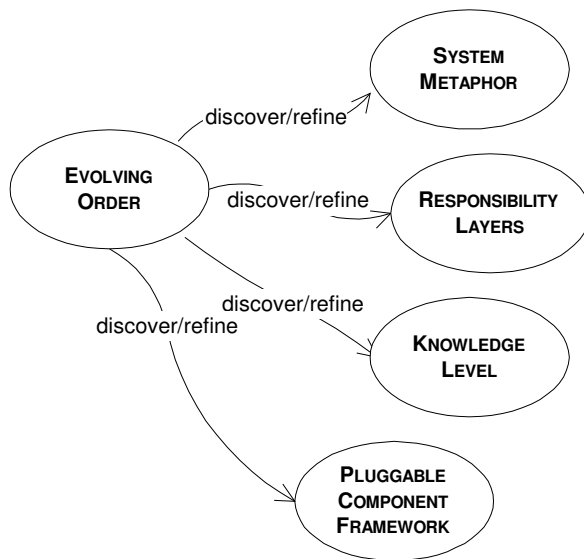 SYSTEM
METAPHOR
discover/refine
EVOLVING
ORDER
discover/refine
RESPONSIBILITY
LAYERS
discover/refine
discover/refine
KNOWLEDGE
LEVEL
PLUGGABLE
COMPONENT
FRAMEWORK